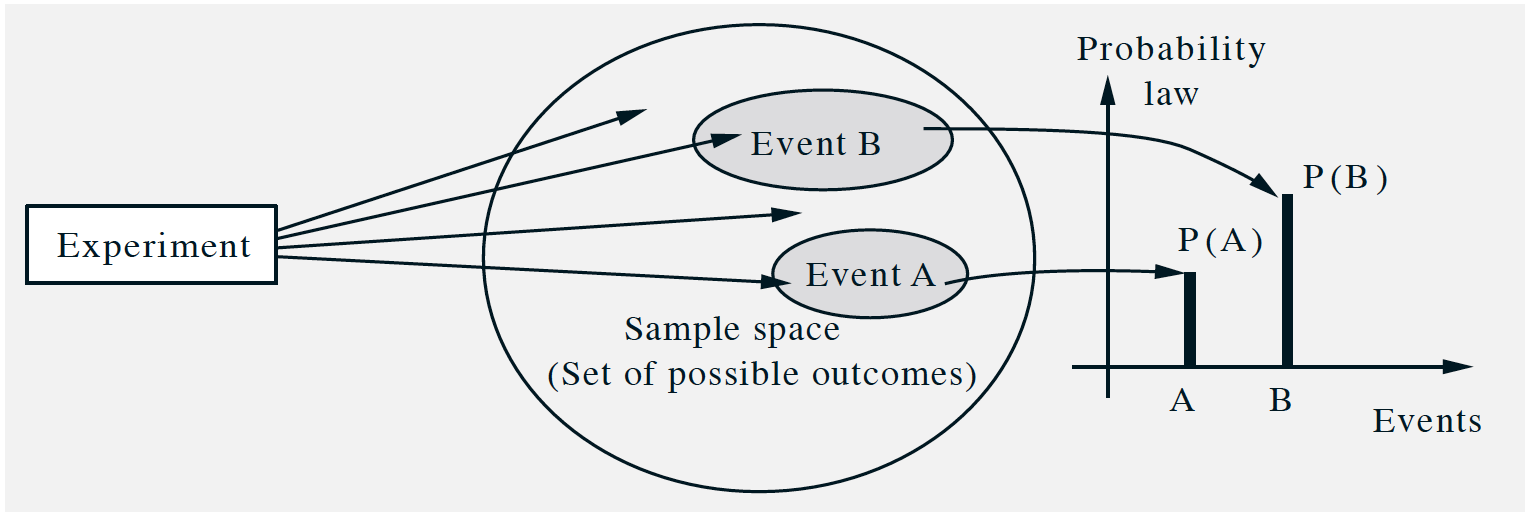 Experiment
Event B
Event A
Sample space
(Set of possible outcomes)
Probability
law
P(B)
P(A)
A
B
Events